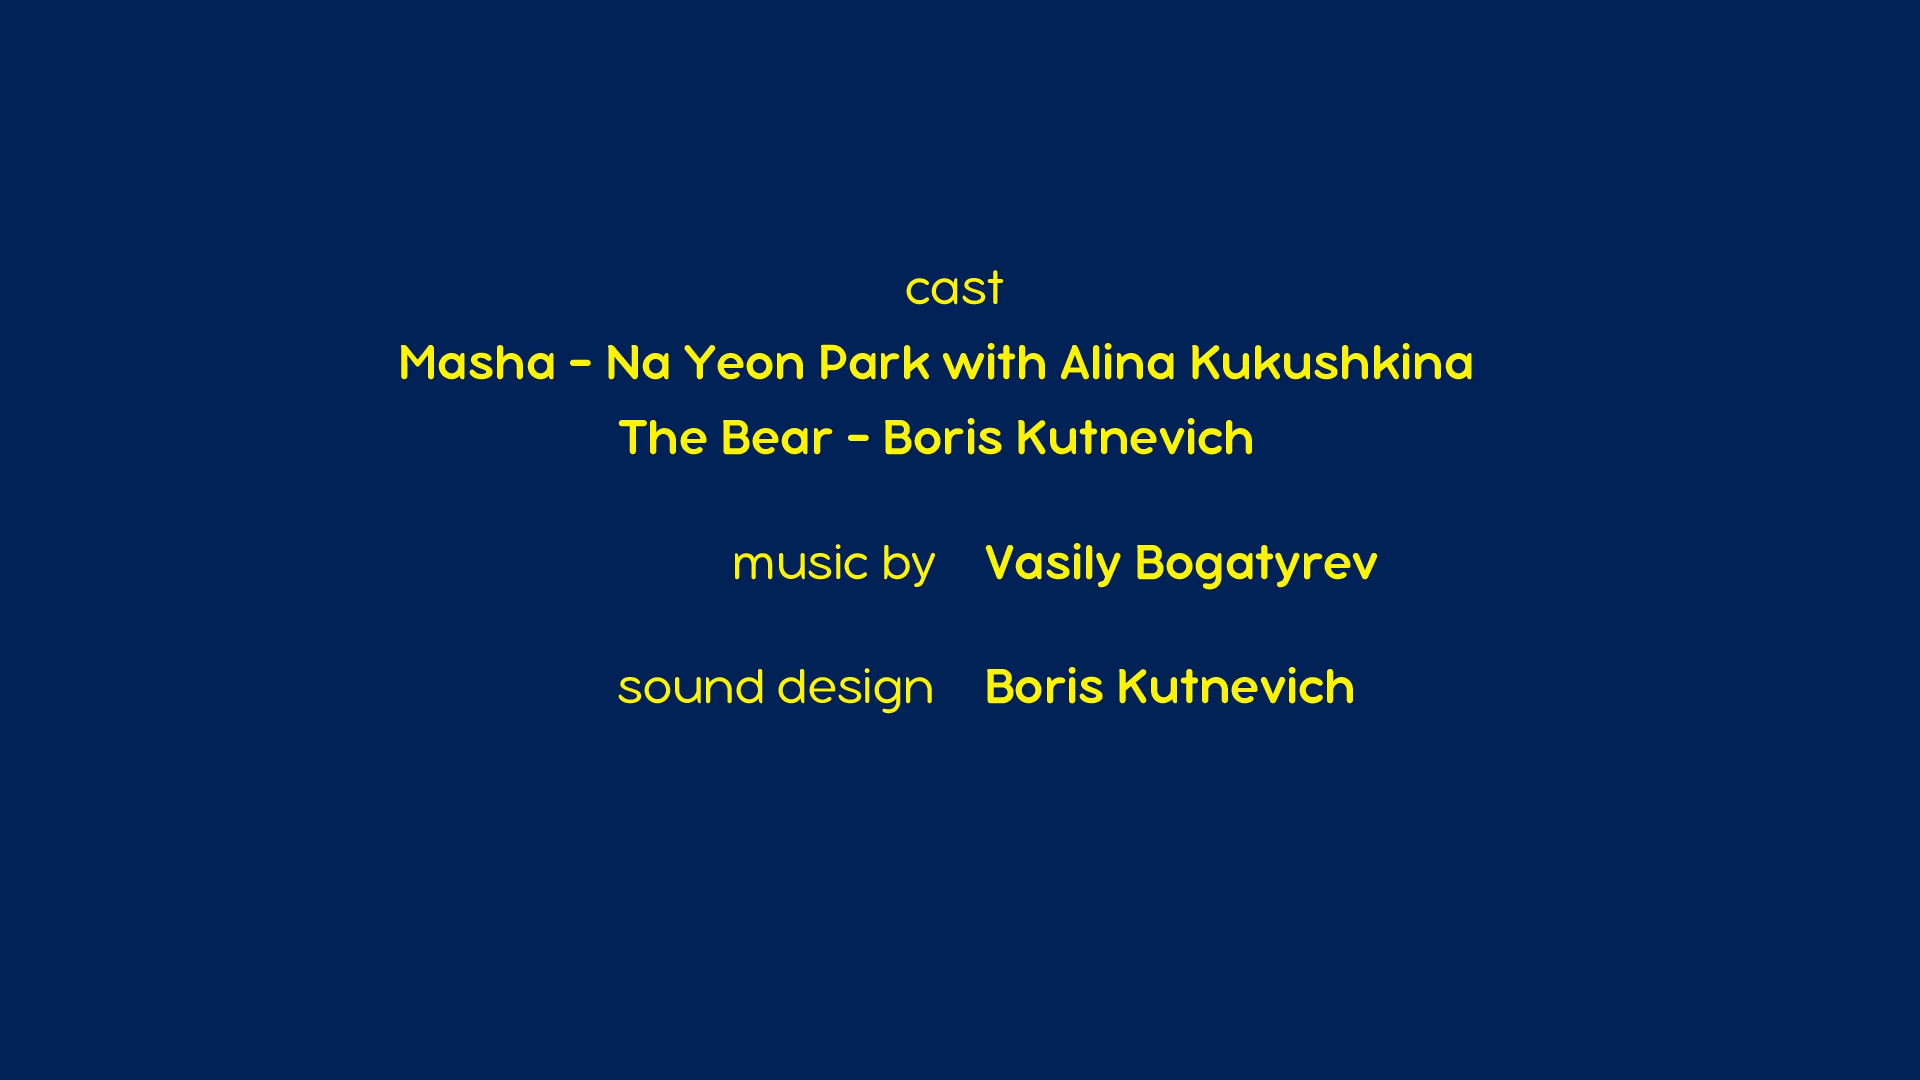 cast
Masha - Na Yeon Park with Alina Kukushkina
The Bear - Boris Kutnevich
music by Vasily Bogatyrev
sound design Boris Kutnevich